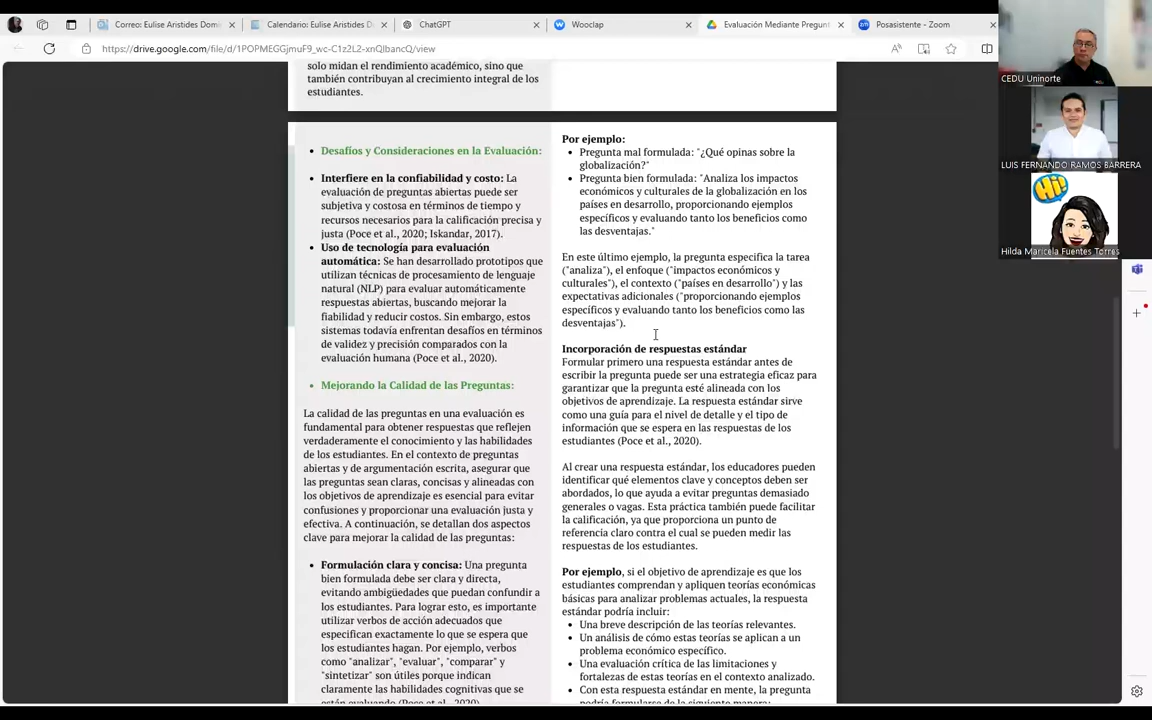 Correo: Eulise Aristides Domi
Calendario: Eulise Aristides D
ChatGPT
Wooclap
Evaluación Mediante Pregunt
Posasistente - Zoom
https://drive.google.com/file/d/1POPMEGGjmuF9_wc-C1z2L2-xnQlbancQ/view
CEDU Uninorte
LUIS FERNANDO RAMOS BARRERA
Hi!
Hilda Maricela Fuentes Torres
solo midan el rendimiento académico, sino que
también contribuyan al crecimiento integral de los
estudiantes.
• Desafíos y Consideraciones en la Evaluación:
• Interfiere en la confiabilidad y costo: La
evaluación de preguntas abiertas puede ser
subjetiva y costosa en términos de tiempo y
recursos necesarios para la calificación precisa y
justa (Poce et al., 2020; Iskandar, 2017).
• Uso de tecnología para evaluación
automática: Se han desarrollado prototipos que
utilizan técnicas de procesamiento de lenguaje
natural (NLP) para evaluar automáticamente
respuestas abiertas, buscando mejorar la
fiabilidad y reducir costos. Sin embargo, estos
sistemas todavía enfrentan desafíos en términos
de validez y precisión comparados con la
evaluación humana (Poce et al., 2020).
• Mejorando la Calidad de las Preguntas:
La calidad de las preguntas en una evaluación es
fundamental para obtener respuestas que reflejen
verdaderamente el conocimiento y las habilidades
de los estudiantes. En el contexto de preguntas
abiertas y de argumentación escrita, asegurar que
las preguntas sean claras, concisas y alineadas con
los objetivos de aprendizaje es esencial para evitar
confusiones y proporcionar una evaluación justa y
efectiva. A continuación, se detallan dos aspectos
clave para mejorar la calidad de las preguntas:
• Formulación clara y concisa: Una pregunta
bien formulada debe ser clara y directa,
evitando ambigüedades que puedan confundir a
los estudiantes. Para lograr esto, es importante
utilizar verbos de acción adecuados que
especifican exactamente lo que se espera que
los estudiantes hagan. Por ejemplo, verbos
como "analizar", "evaluar", "comparar" y
"sintetizar" son útiles porque indican
claramente las habilidades cognitivas que se
están evaluando (Poce et al., 2020).
Por ejemplo:
• Pregunta mal formulada: "¿Qué opinas sobre la
globalización?"
• Pregunta bien formulada: "Analiza los impactos
económicos y culturales de la globalización en los
países en desarrollo, proporcionando ejemplos
específicos y evaluando tanto los beneficios como
las desventajas."
En este último ejemplo, la pregunta especifica la tarea
("analiza"), el enfoque ("impactos económicos y
culturales"), el contexto ("países en desarrollo") y las
expectativas adicionales ("proporcionando ejemplos
específicos y evaluando tanto los beneficios como las
desventajas").
Incorporación de respuestas estándar
Formular primero una respuesta estándar antes de
escribir la pregunta puede ser una estrategia eficaz para
garantizar que la pregunta esté alineada con los
objetivos de aprendizaje. La respuesta estándar sirve
como una guía para el nivel de detalle y el tipo de
información que se espera en las respuestas de los
estudiantes (Poce et al., 2020).
Al crear una respuesta estándar, los educadores pueden
identificar qué elementos clave y conceptos deben ser
abordados, lo que ayuda a evitar preguntas demasiado
generales o vagas. Esta práctica también puede facilitar
la calificación, ya que proporciona un punto de
referencia claro contra el cual se pueden medir las
respuestas de los estudiantes.
Por ejemplo, si el objetivo de aprendizaje es que los
estudiantes comprendan y apliquen teorías económicas
básicas para analizar problemas actuales, la respuesta
estándar podría incluir:
• Una breve descripción de las teorías relevantes.
• Un análisis de cómo estas teorías se aplican a un
problema económico específico.
• Una evaluación crítica de las limitaciones y
fortalezas de estas teorías en el contexto analizado.
• Con esta respuesta estándar en mente, la pregunta
podría formularse de la siguiente manera: